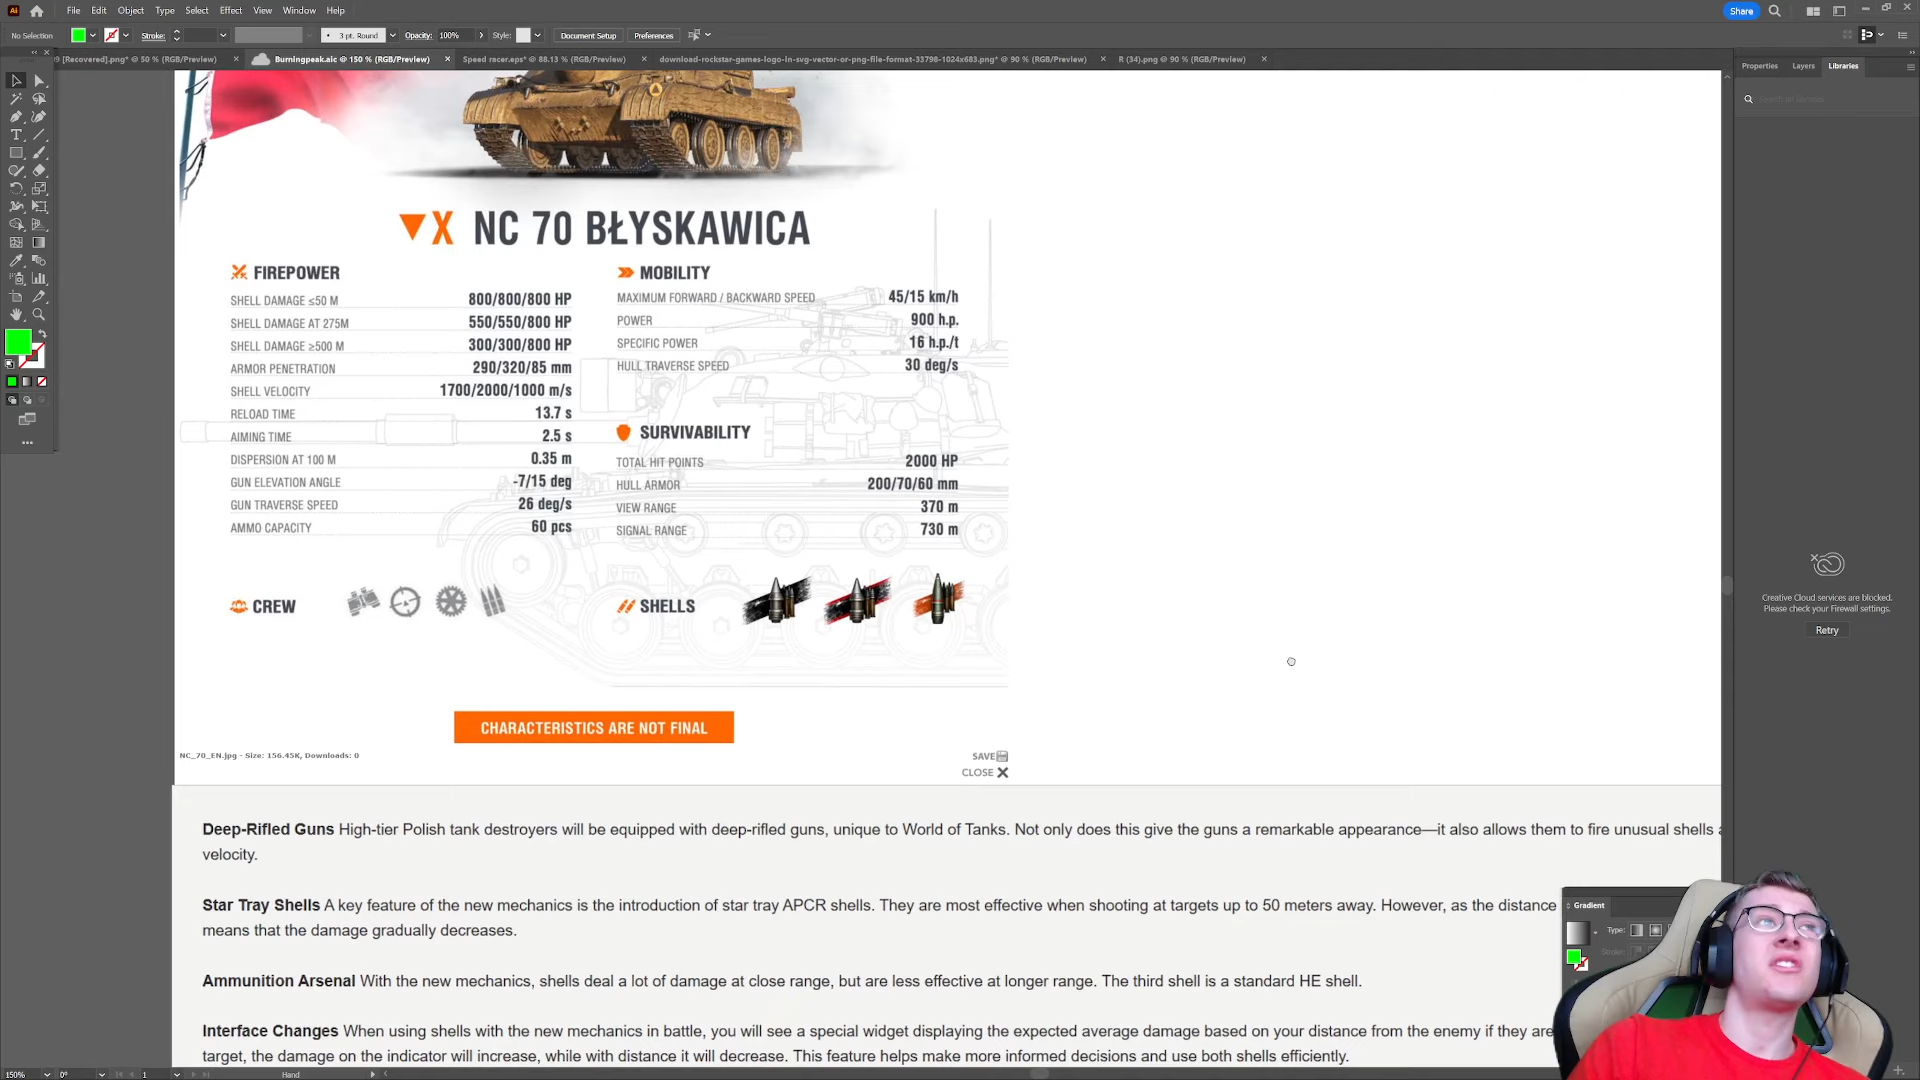 Ai File Edit Object Type Select Effect View Window Help Share
No Selection Stroke: 3 pt. Round Opacity: 100% Style: Document Setup Preferences
[Recovered].png* @ 50 % (RGB/Preview) × Burningpeak.aic @ 150 % (RGB/Preview) × Speed racer.eps* @ 88.13 % (RGB/Preview) × download-rockstar-games-logo-in-svg-vector-or-png-file-format-33798-1024x683.png* @ 90 % (RGB/Preview) × R (34).png @ 90 % (RGB/Preview) ×
Properties Layers Libraries
X NC 70 BŁYSKAWICA
FIREPOWER
SHELL DAMAGE ≤50 M 800/800/800 HP
SHELL DAMAGE AT 275M 550/550/800 HP
SHELL DAMAGE ≥500 M 300/300/800 HP
ARMOR PENETRATION 290/320/85 mm
SHELL VELOCITY 1700/2000/1000 m/s
RELOAD TIME 13.7 s
AIMING TIME 2.5 s
DISPERSION AT 100 M 0.35 m
GUN ELEVATION ANGLE -7/15 deg
GUN TRAVERSE SPEED 26 deg/s
AMMO CAPACITY 60 pcs
MOBILITY
MAXIMUM FORWARD / BACKWARD SPEED 45/15 km/h
POWER 900 h.p.
SPECIFIC POWER 16 h.p./t
HULL TRAVERSE SPEED 30 deg/s
SURVIVABILITY
TOTAL HIT POINTS 2000 HP
HULL ARMOR 200/70/60 mm
VIEW RANGE 370 m
SIGNAL RANGE 730 m
CREW
SHELLS
CHARACTERISTICS ARE NOT FINAL
NC_70_EN.jpg - Size: 156.45K, Downloads: 0
SAVE
CLOSE X
Creative Cloud services are blocked.
Please check your Firewall settings.
Retry
Deep-Rifled Guns High-tier Polish tank destroyers will be equipped with deep-rifled guns, unique to World of Tanks. Not only does this give the guns a remarkable appearance—it also allows them to fire unusual shells
velocity.
Star Tray Shells A key feature of the new mechanics is the introduction of star tray APCR shells. They are most effective when shooting at targets up to 50 meters away. However, as the distance
means that the damage gradually decreases.
Ammunition Arsenal With the new mechanics, shells deal a lot of damage at close range, but are less effective at longer range. The third shell is a standard HE shell.
Interface Changes When using shells with the new mechanics in battle, you will see a special widget displaying the expected average damage based on your distance from the enemy if they are
target, the damage on the indicator will increase, while with distance it will decrease. This feature helps make more informed decisions and use both shells efficiently.
Gradient
Type:
Stroke:
150% 0° 1 Hand